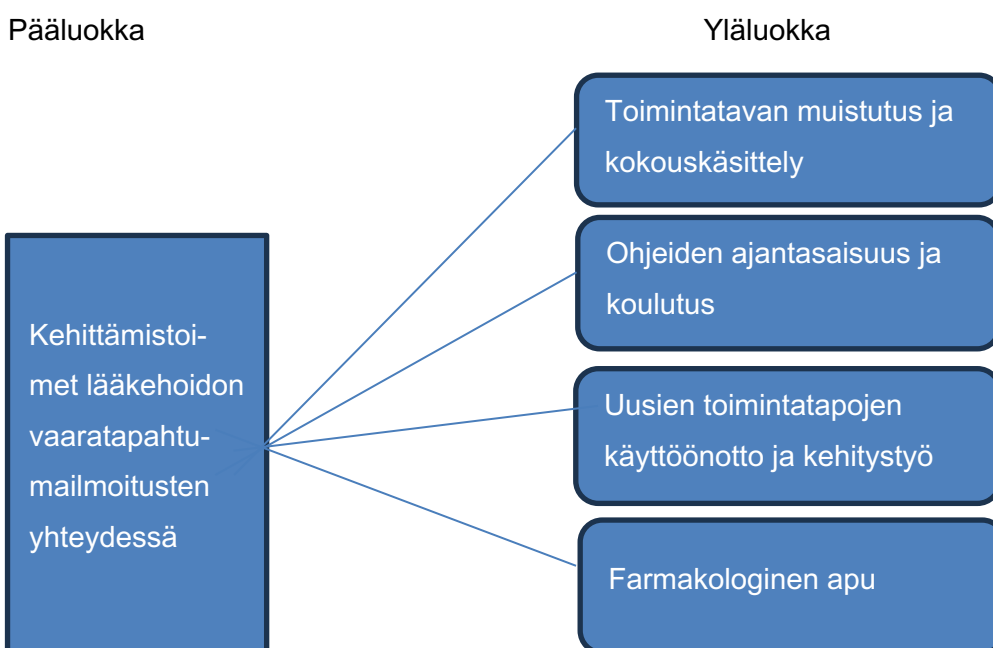 Pääluokka
Yläluokka
Kehittämistoi-
met lääkehoidon
vaaratapahtu-
mailmoitusten
yhteydessä
Toimintatavan muistutus ja
kokouskäsittely
Ohjeiden ajantasaisuus ja
koulutus
Uusien toimintatapojen
käyttöönotto ja kehitystyö
Farmakologinen apu